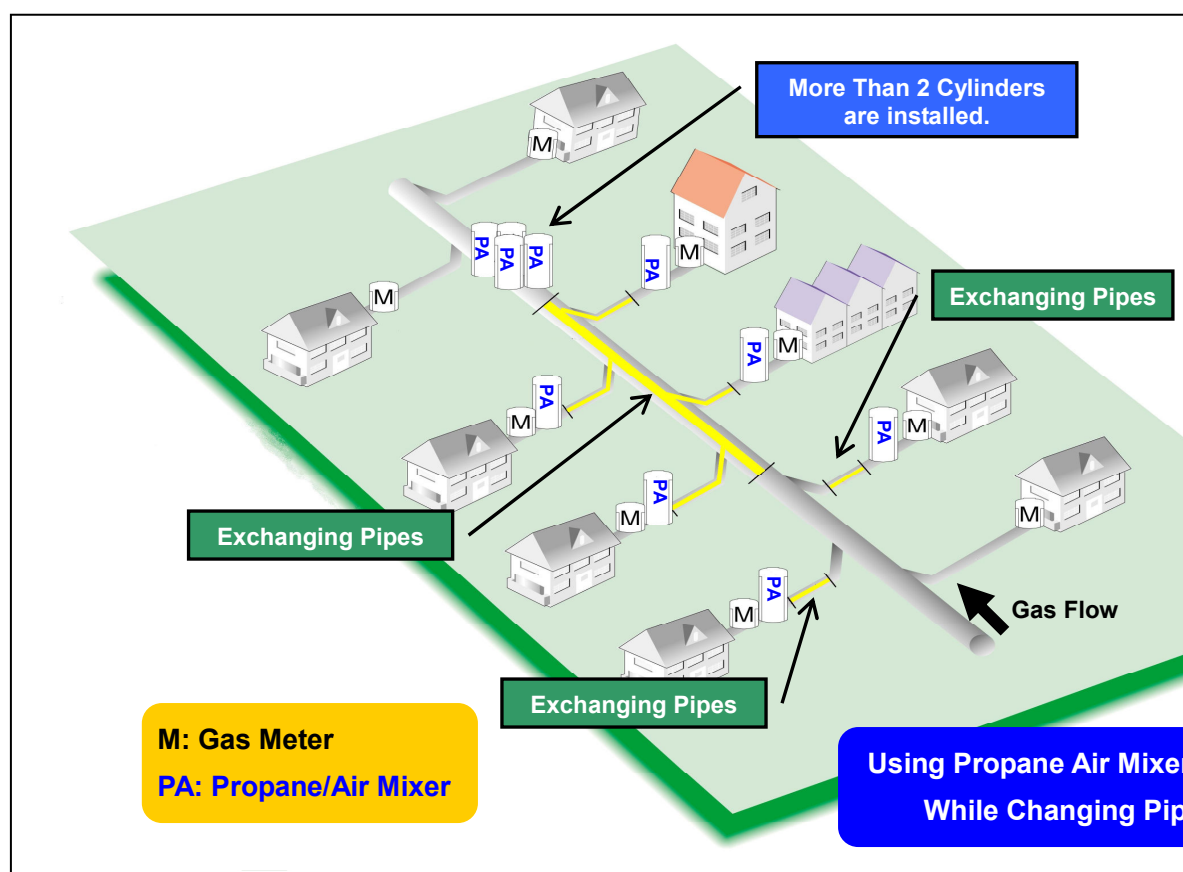 More Than 2 Cylinders
are installed.
M
PA
PA
PA
PA
M
Exchanging Pipes
M
PA
M
PA
M
PA
M
PA
M
M
PA
Exchanging Pipes
M
PA
M
Gas Flow
Exchanging Pipes
M: Gas Meter
PA: Propane/Air Mixer
Using Propane Air Mixer
While Changing Pip